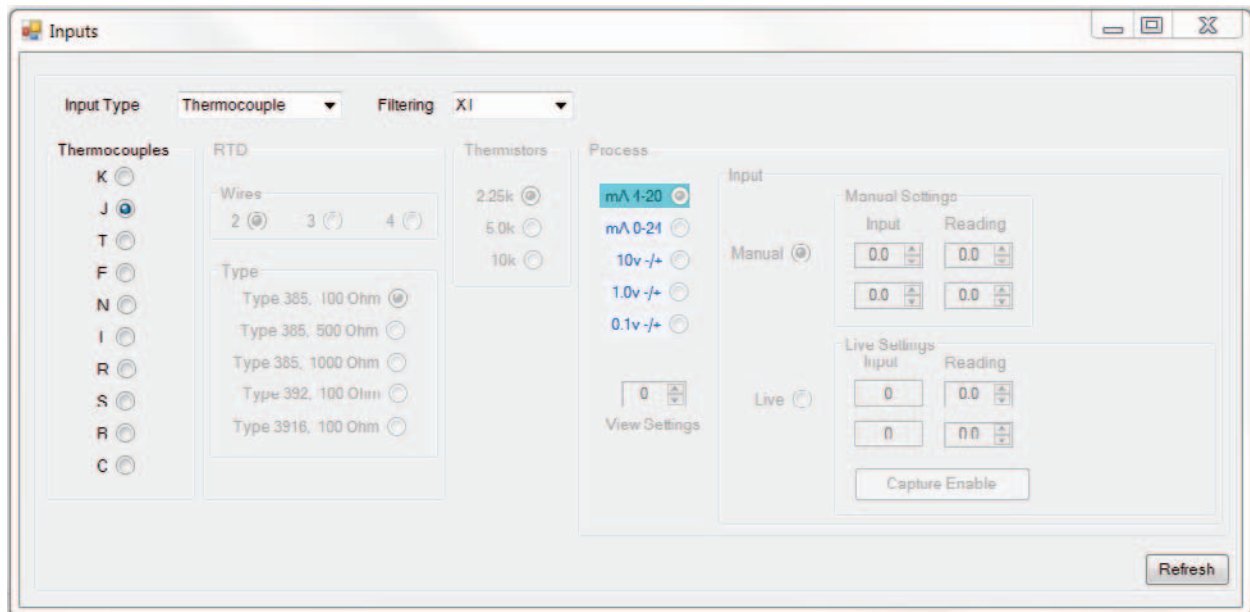 Inputs
Input Type Thermocouple Filtering X1
Thermocouples
K
J
T
F
N
I
R
S
R
C
RTD
Wires
2 3 4
Type
Type 385, 100 Ohm
Type 385, 500 Ohm
Type 385, 1000 Ohm
Type 392, 100 Ohm
Type 3916, 100 Ohm
Thermistors
2.25k
5.0k
10k
Process
mA 4-20
mA 0-24
10v -/+
1.0v -/+
0.1v -/+
0
View Settings
Input
Manual
Manual Settings
Input Reading
0.0 0.0
0.0 0.0
Live
Live Settings
Input Reading
0 0.0
0 0.0
Capture Enable
Refresh